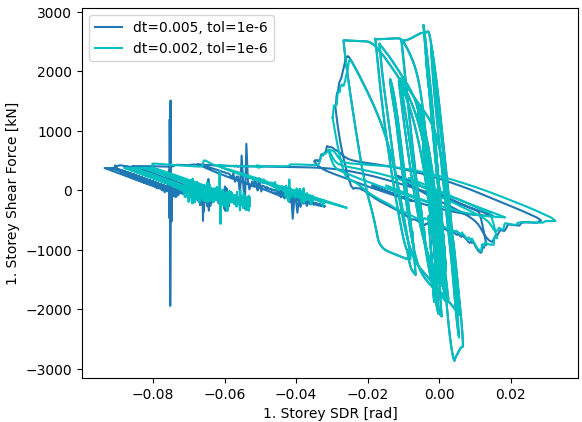 dt=0.005, tol=1e-6
dt=0.002, tol=1e-6
3000
2000
1000
0
−1000
−2000
−3000
1. Storey Shear Force [kN]
−0.08 −0.06 −0.04 −0.02 0.00 0.02
1. Storey SDR [rad]